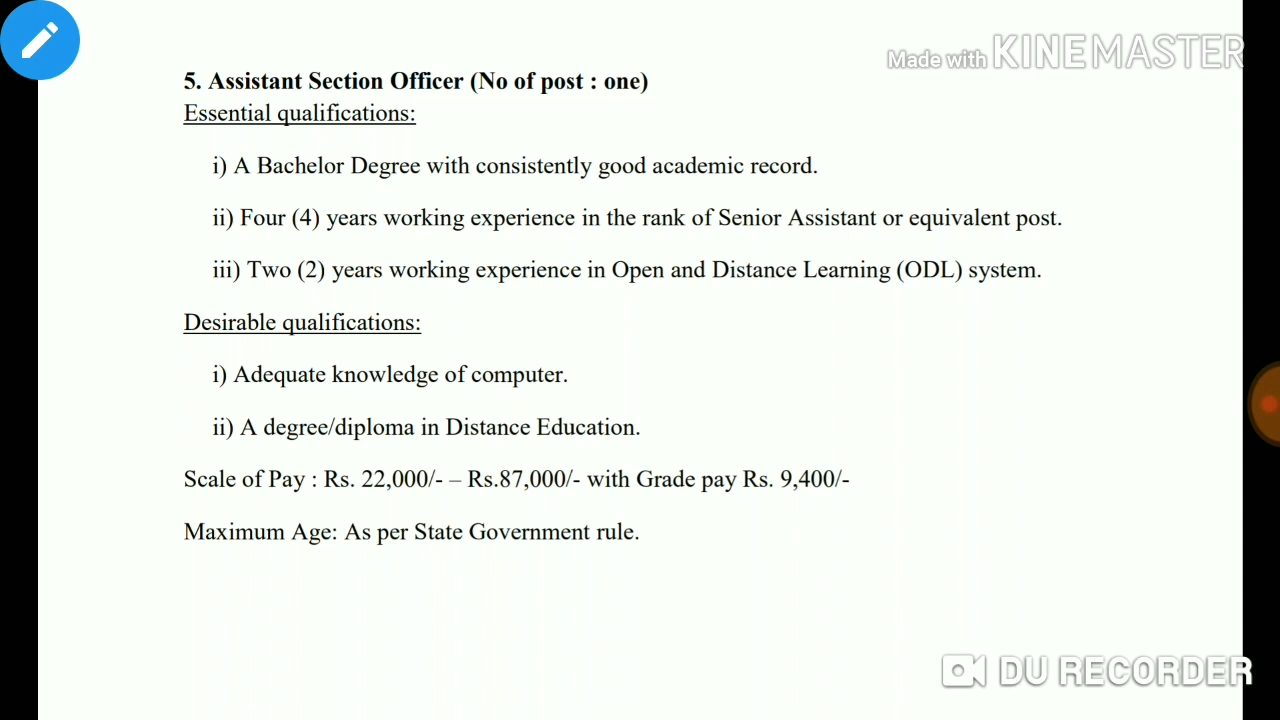 Made with KINEMASTER
5. Assistant Section Officer (No of post : one)
Essential qualifications:
i) A Bachelor Degree with consistently good academic record.
ii) Four (4) years working experience in the rank of Senior Assistant or equivalent post.
iii) Two (2) years working experience in Open and Distance Learning (ODL) system.
Desirable qualifications:
i) Adequate knowledge of computer.
ii) A degree/diploma in Distance Education.
Scale of Pay : Rs. 22,000/- – Rs.87,000/- with Grade pay Rs. 9,400/-
Maximum Age: As per State Government rule.
DU RECORDER